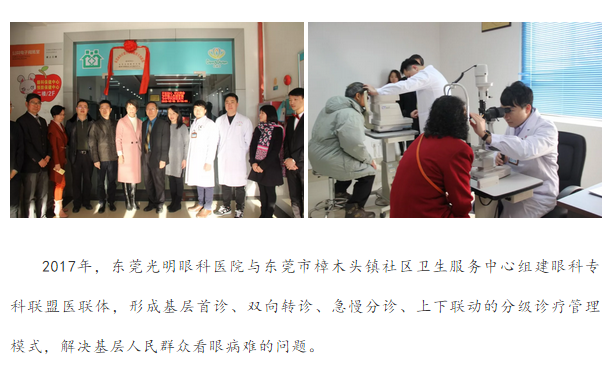 2017年，东莞光明眼科医院与东莞市樟木头镇社区卫生服务中心组建眼科专
科联盟医联体，形成基层首诊、双向转诊、急慢分诊、上下联动的分级诊疗管理
模式，解决基层人民群众看眼病难的问题。